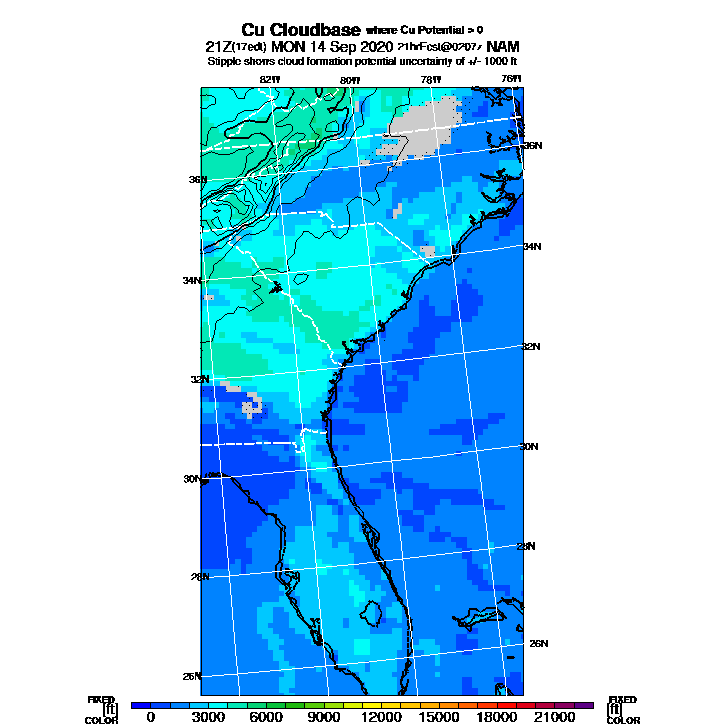 Cu Cloudbase where Cu Potential > 0
21Z(17edt) MON 14 Sep 2020 21hrFcst@0207z NAM
Stipple shows cloud formation potential uncertainty of +/- 1000 ft
82W 80W 78W 76W
36N
36N
34N
34N
32N
32N
30N
30N
28N
28N
26N
26N
FIXED [ft] COLOR
0 3000 6000 9000 12000 15000 18000 21000
FIXED [ft] COLOR